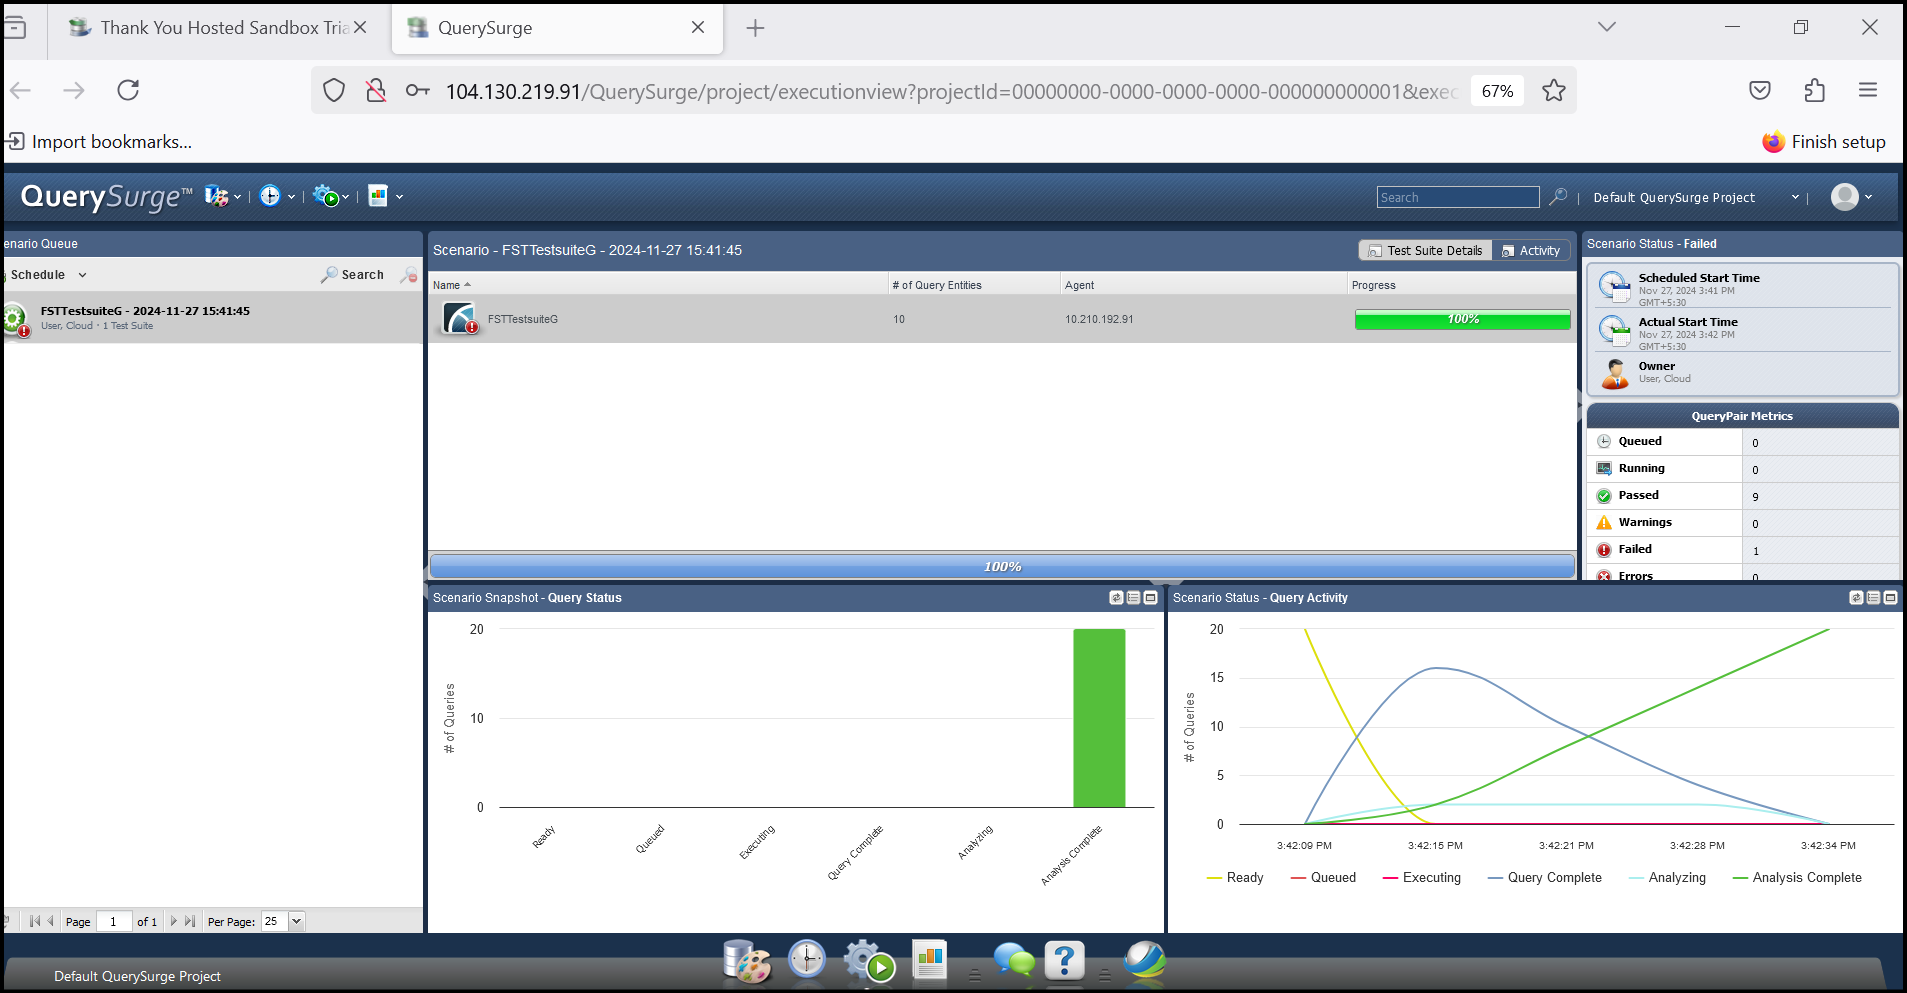 Thank You Hosted Sandbox Tria
QuerySurge
104.130.219.91/QuerySurge/project/executionview?projectId=00000000-0000-0000-0000-000000000001&exec
67%
Import bookmarks...
Finish setup
QuerySurge™
Search
Default QuerySurge Project
enario Queue
Schedule
Search
FSTTestsuiteG - 2024-11-27 15:41:45
User, Cloud · 1 Test Suite
Page 1 of 1
Per Page: 25
Scenario - FSTTestsuiteG - 2024-11-27 15:41:45
Test Suite Details
Activity
Name
# of Query Entities
Agent
Progress
FSTTestsuiteG
10
10.210.192.91
100%
100%
Scenario Status - Failed
Scheduled Start Time
Nov 27, 2024 3:41 PM
GMT+5:30
Actual Start Time
Nov 27, 2024 3:42 PM
GMT+5:30
Owner
User, Cloud
QueryPair Metrics
Queued 0
Running 0
Passed 9
Warnings 0
Failed 1
Errors 0
Scenario Snapshot - Query Status
# of Queries
20
10
0
Ready
Queued
Executing
Query Complete
Analyzing
Analysis Complete
Scenario Status - Query Activity
# of Queries
20
15
10
5
0
3:42:09 PM
3:42:15 PM
3:42:21 PM
3:42:28 PM
3:42:34 PM
Ready
Queued
Executing
Query Complete
Analyzing
Analysis Complete
Default QuerySurge Project